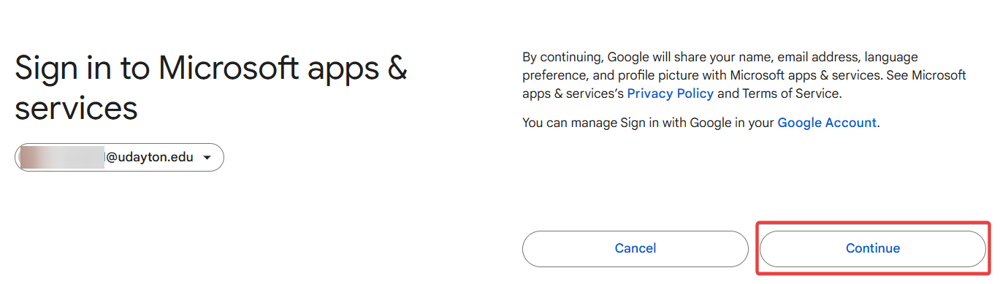 Sign in to Microsoft apps &
services
@udayton.edu
By continuing, Google will share your name, email address, language
preference, and profile picture with Microsoft apps & services. See Microsoft
apps & services's Privacy Policy and Terms of Service.
You can manage Sign in with Google in your Google Account.
Cancel
Continue